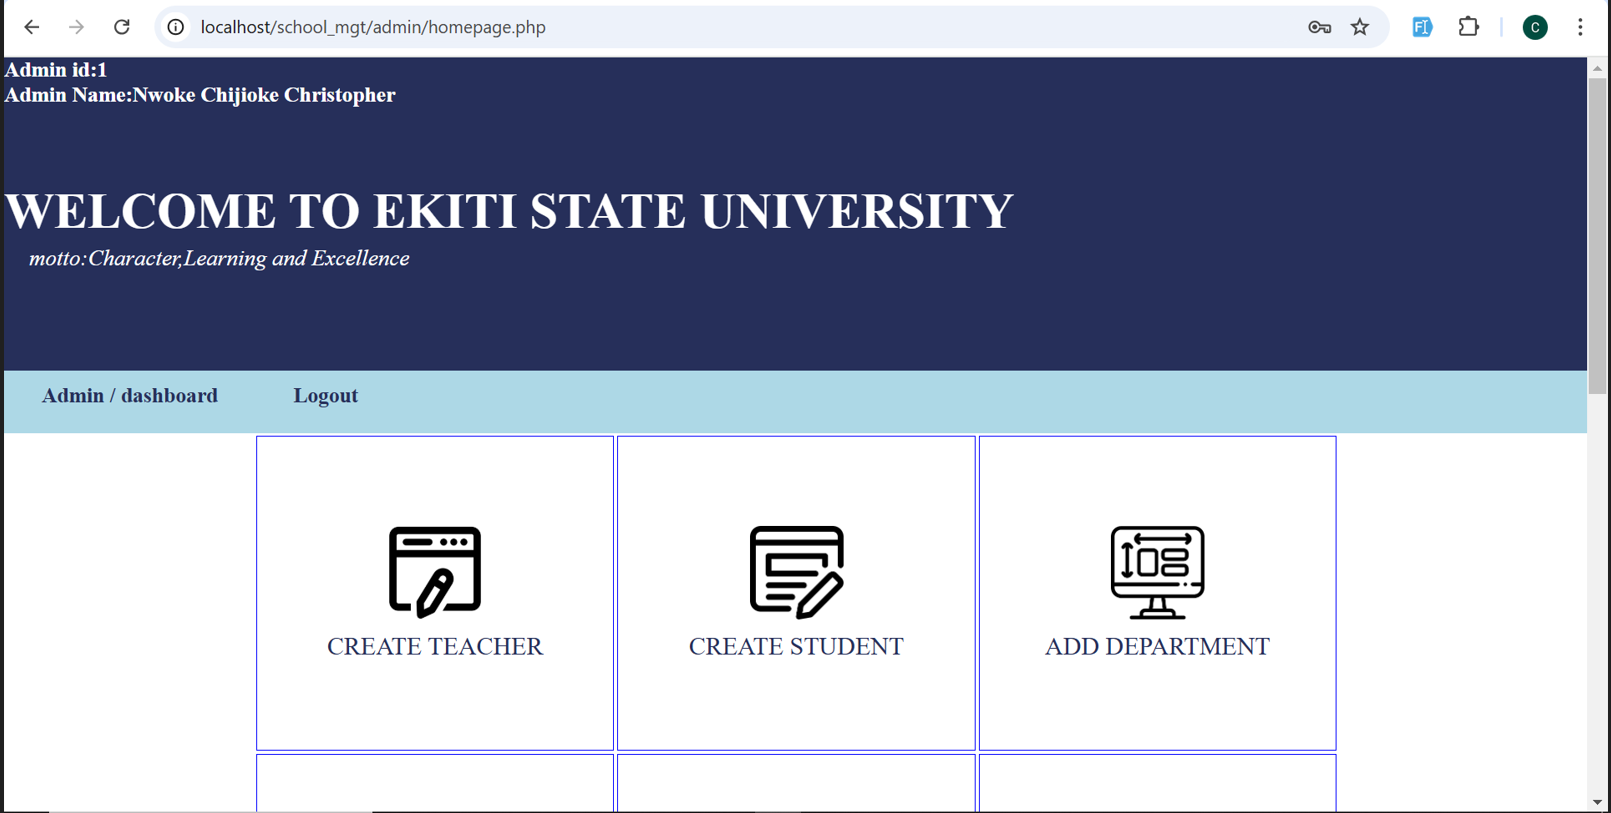 localhost/school_mgt/admin/homepage.php
C
Admin id:1
Admin Name:Nwoke Chijioke Christopher
WELCOME TO EKITI STATE UNIVERSITY
motto:Character,Learning and Excellence
Admin / dashboard Logout
CREATE TEACHER CREATE STUDENT ADD DEPARTMENT